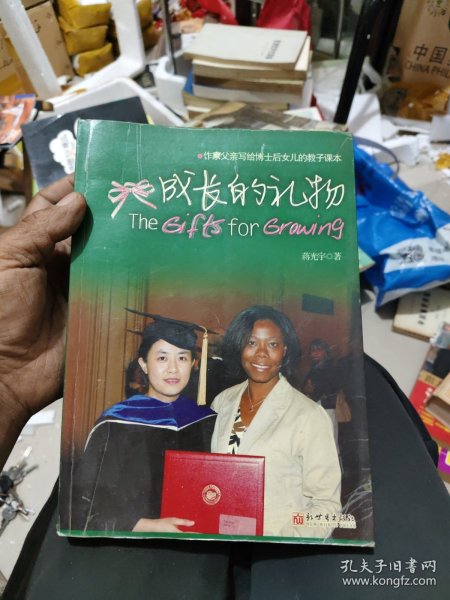 作家父亲写给博士后女儿的教子课本
成长的礼物
The Gifts for Growing
蒋光宇◎著
新世界出版社
中国
CHINA PHIL
孔夫子旧书网
www.kongfz.com